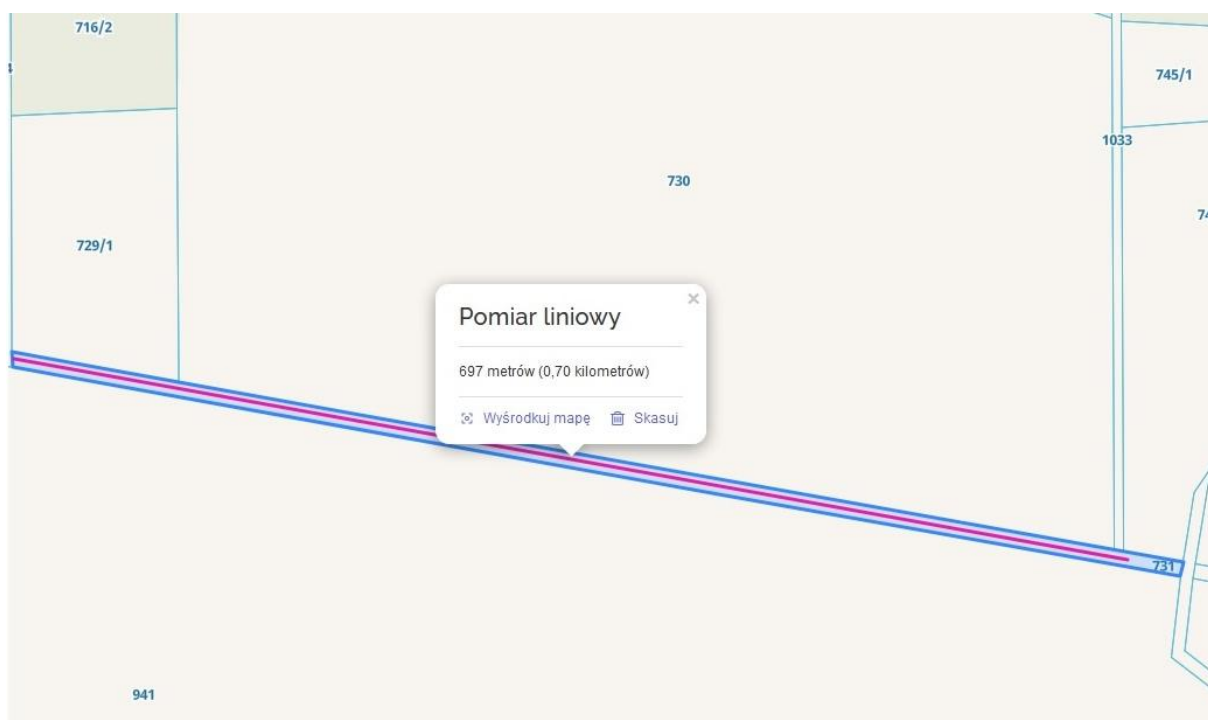 716/2
745/1
1033
730
729/1
Pomiar liniowy
×
697 metrów (0,70 kilometrów)
Wyśrodkuj mapę Skasuj
731
941